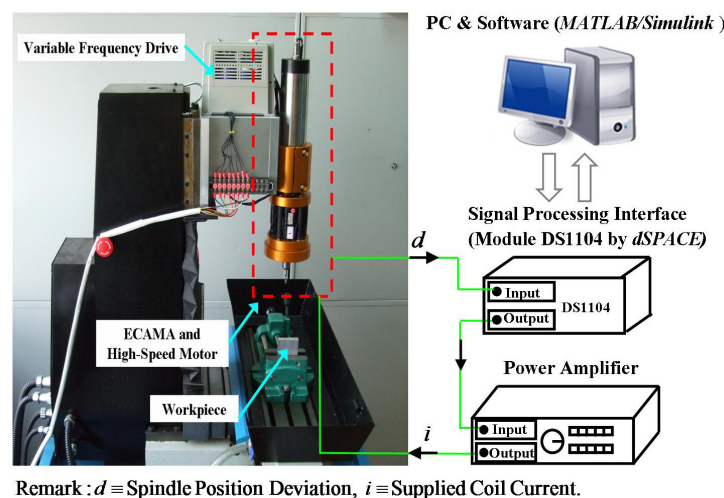 Variable Frequency Drive
PC & Software (MATLAB/Simulink )
Signal Processing Interface
(Module DS1104 by dSPACE)
d
Input
DS1104
Output
ECAMA and
High-Speed Motor
Workpiece
Power Amplifier
Input
Output
i
Remark : d ≡ Spindle Position Deviation, i ≡ Supplied Coil Current.